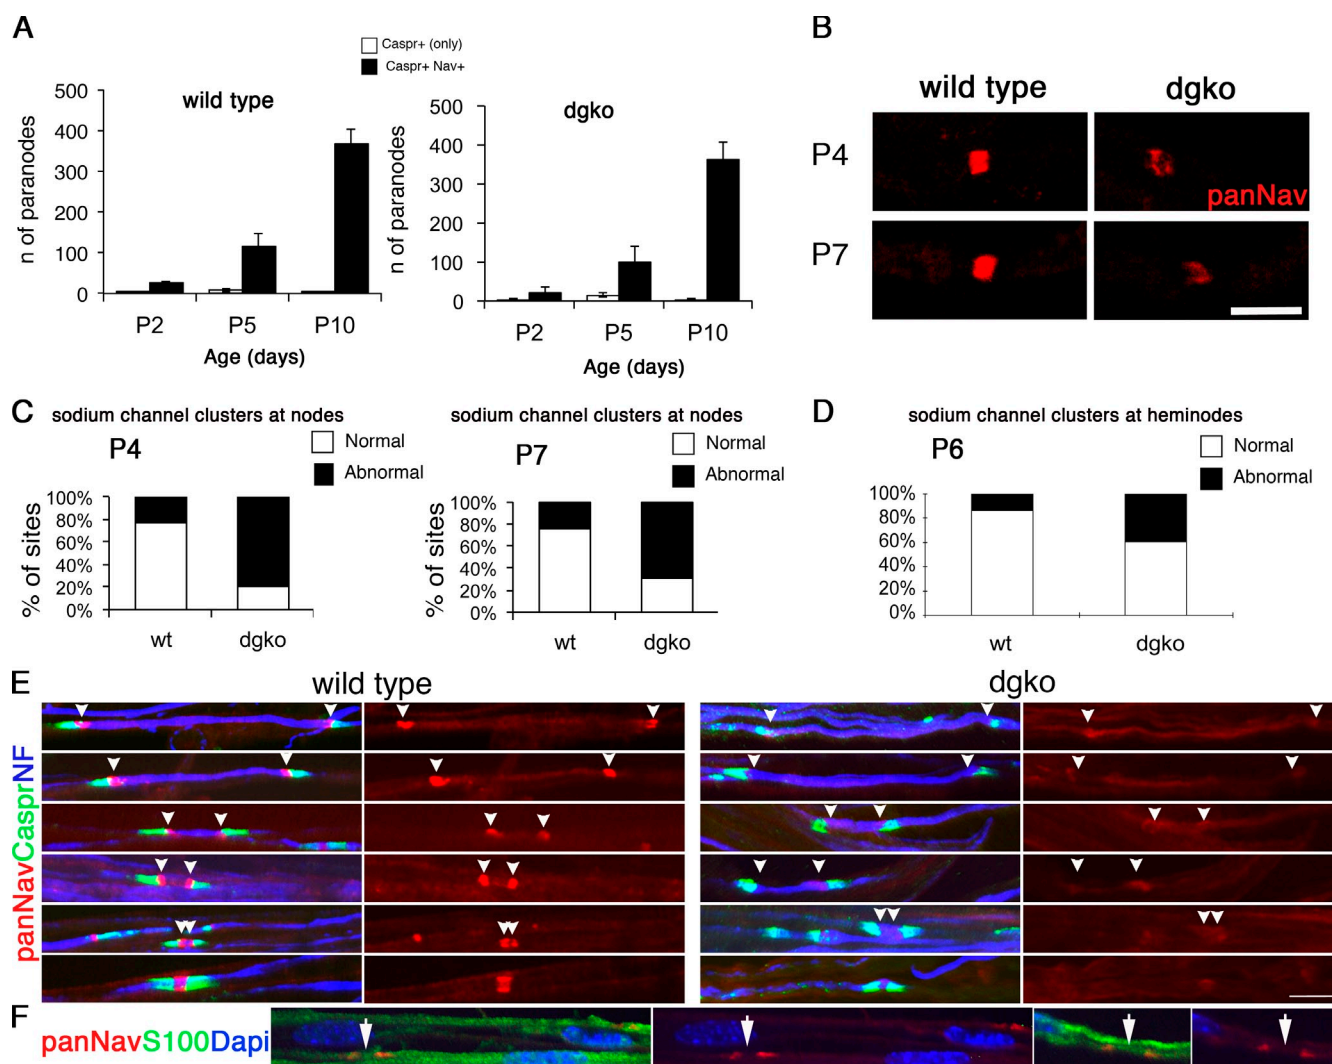 A
Caspr+ (only)
Caspr+ Nav+
wild type
n of paranodes
500
400
300
200
100
0
P2 P5 P10
Age (days)
dgko
n of paranodes
500
400
300
200
100
0
P2 P5 P10
Age (days)
B
wild type dgko
P4
panNav
P7
C
sodium channel clusters at nodes
P4
Normal
Abnormal
% of sites
100%
80%
60%
40%
20%
0%
wt dgko
sodium channel clusters at nodes
P7
Normal
Abnormal
% of sites
100%
80%
60%
40%
20%
0%
wt dgko
D
sodium channel clusters at heminodes
P6
Normal
Abnormal
100%
80%
60%
40%
20%
0%
wt dgko
E
wild type dgko
panNavCasprNF
F
panNavS100Dapi